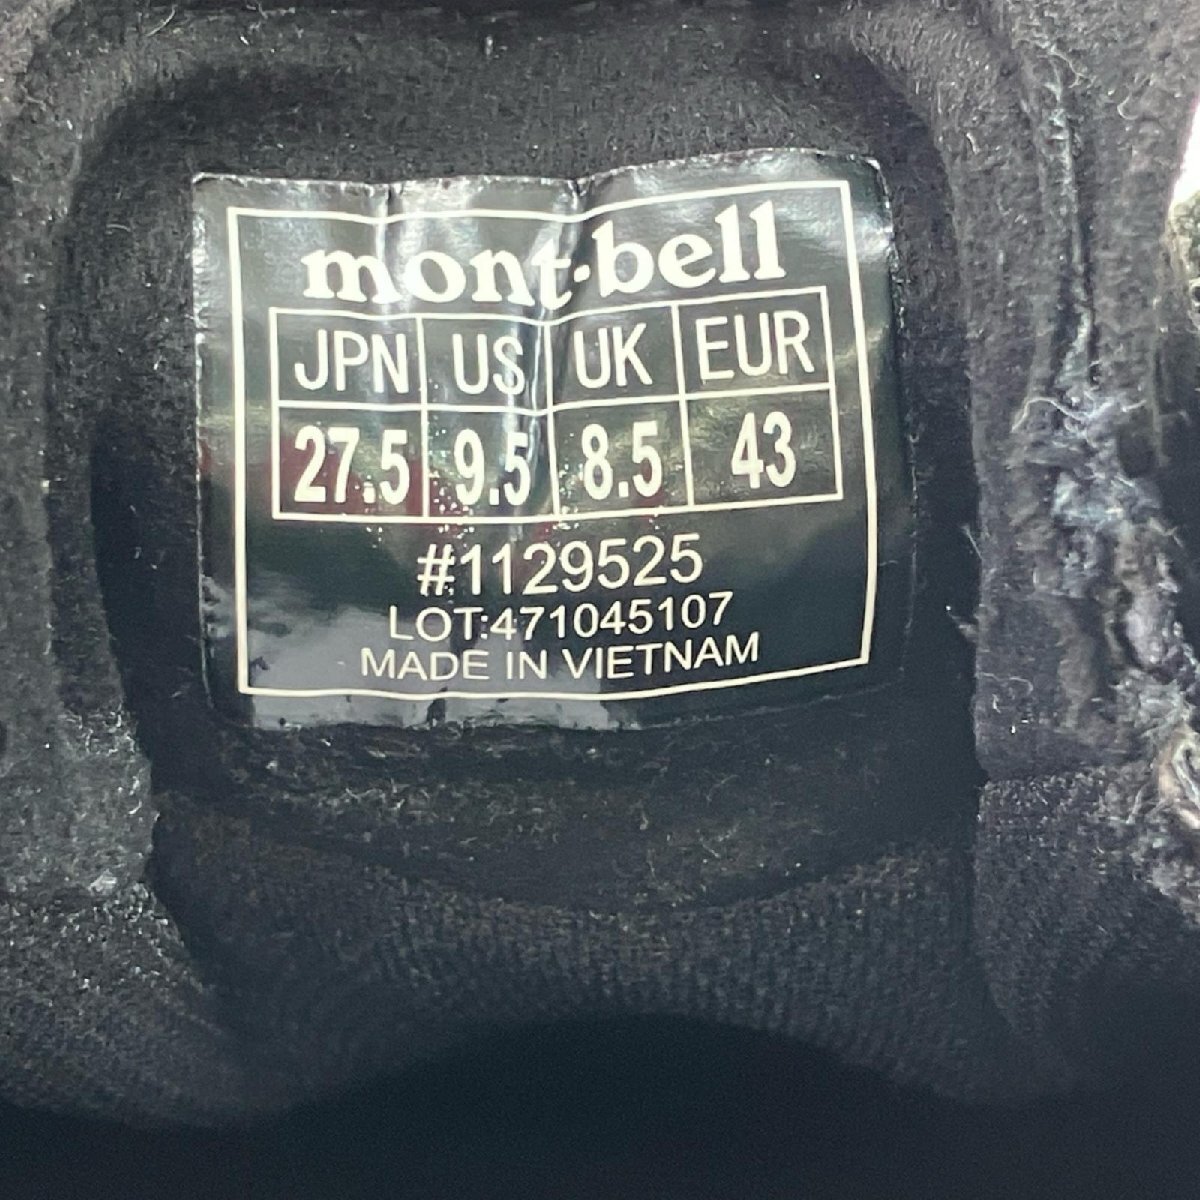 mont·bell
JPN US UK EUR
27.5 9.5 8.5 43
#1129525
LOT:471045107
MADE IN VIETNAM